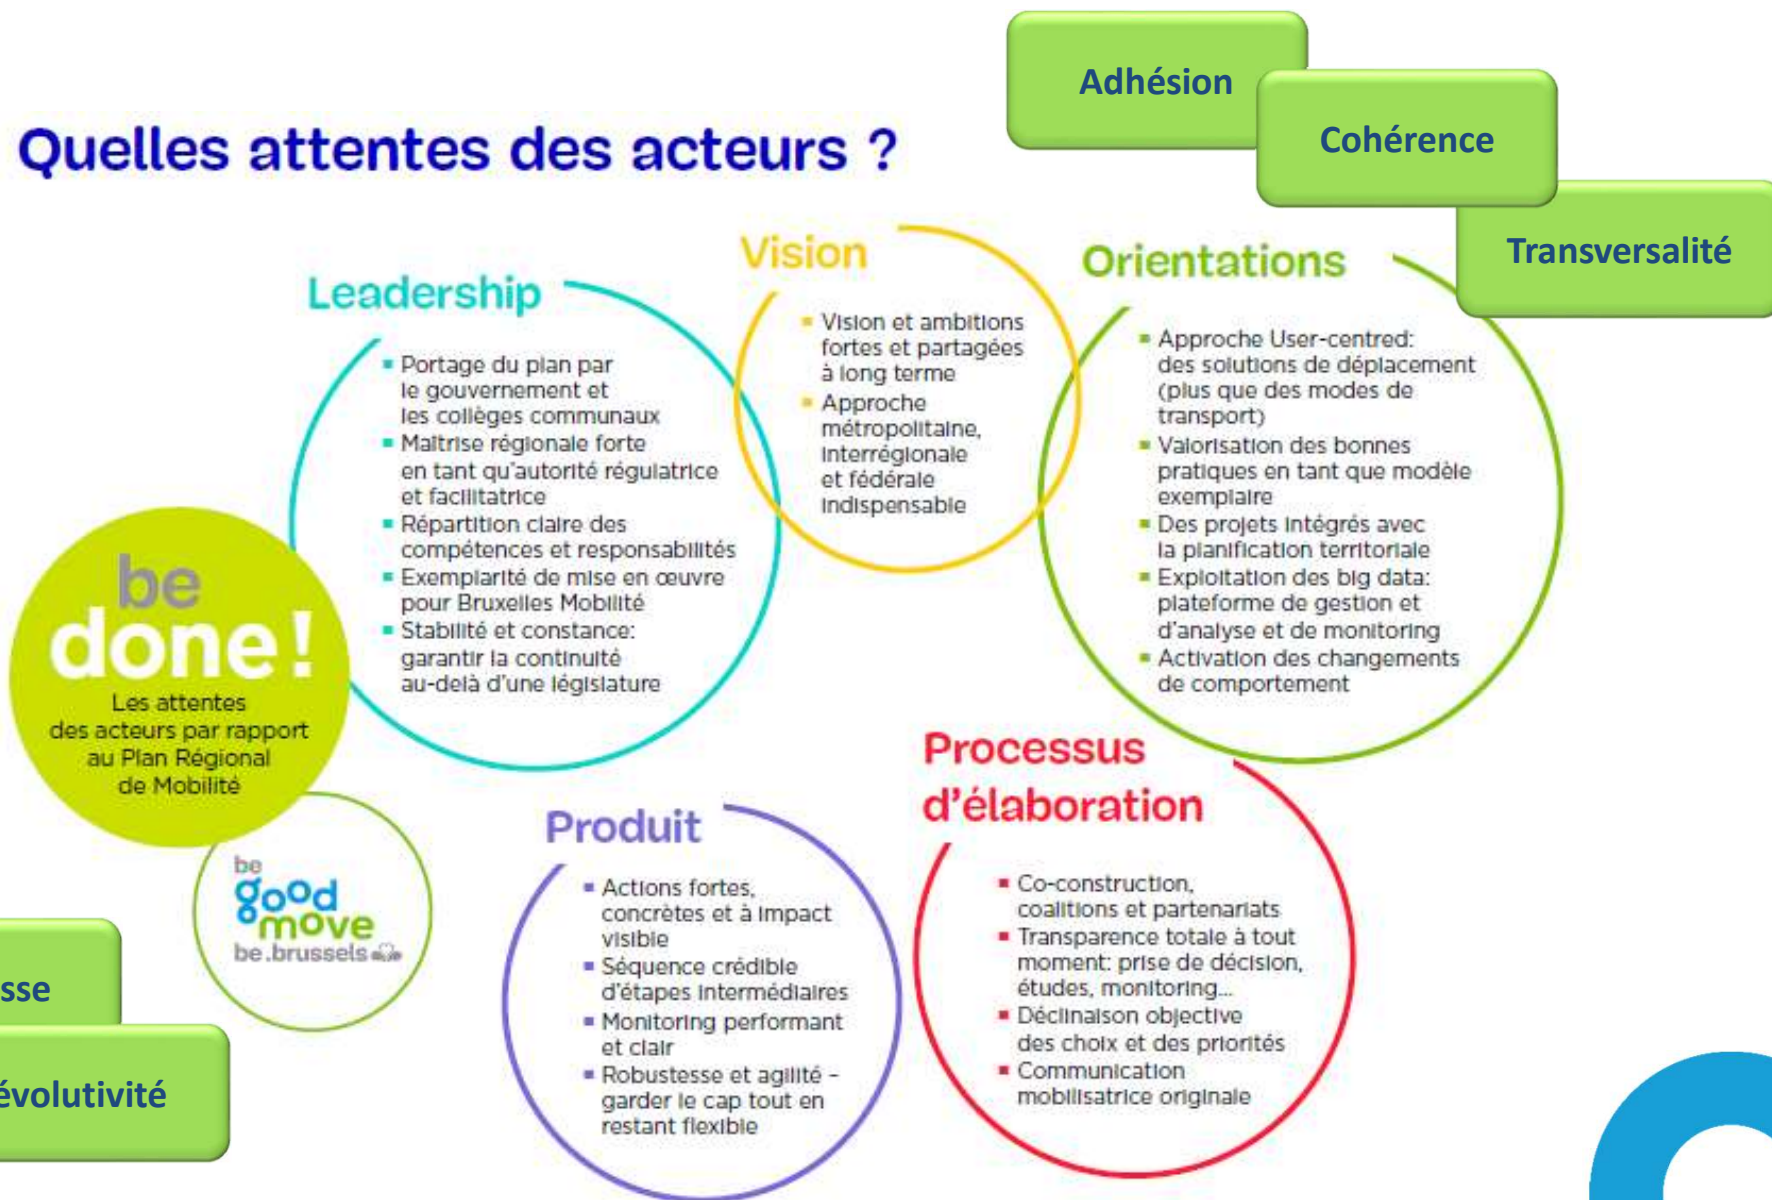 Adhésion
Cohérence
Transversalité
Quelles attentes des acteurs ?
Leadership
▪ Portage du plan par
le gouvernement et
les collèges communaux
▪ Maîtrise régionale forte
en tant qu'autorité régulatrice
et facilitatrice
▪ Répartition claire des
compétences et responsabilités
▪ Exemplarité de mise en œuvre
pour Bruxelles Mobilité
▪ Stabilité et constance:
garantir la continuité
au-delà d'une législature
Vision
▪ Vision et ambitions
fortes et partagées
à long terme
▪ Approche
métropolitaine,
interrégionale
et fédérale
indispensable
Orientations
▪ Approche User-centred:
des solutions de déplacement
(plus que des modes de
transport)
▪ Valorisation des bonnes
pratiques en tant que modèle
exemplaire
▪ Des projets intégrés avec
la planification territoriale
▪ Exploitation des big data:
plateforme de gestion et
d'analyse et de monitoring
▪ Activation des changements
de comportement
be
done!
Les attentes
des acteurs par rapport
au Plan Régional
de Mobilité
be
good
move
be.brussels
Produit
▪ Actions fortes,
concrètes et à impact
visible
▪ Séquence crédible
d'étapes intermédiaires
▪ Monitoring performant
et clair
▪ Robustesse et agilité –
garder le cap tout en
restant flexible
Processus
d'élaboration
▪ Co-construction,
coalitions et partenariats
▪ Transparence totale à tout
moment: prise de décision,
études, monitoring...
▪ Déclinaison objective
des choix et des priorités
▪ Communication
mobilisatrice originale
sse
évolutivité